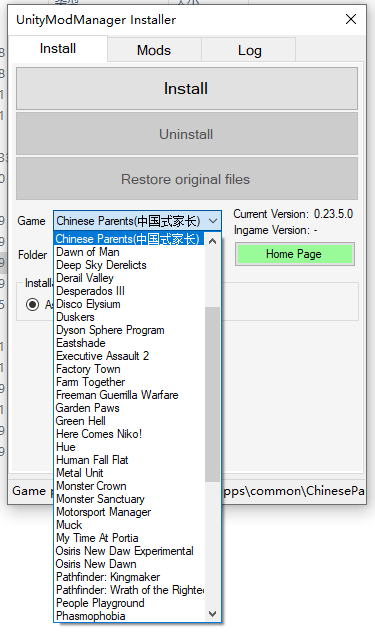 UnityModManager Installer
Install
Mods
Log
Install
Uninstall
Restore original files
Game
Chinese Parents(中国式家长)
Current Version: 0.23.5.0
Ingame Version: -
Folder
Home Page
Chinese Parents(中国式家长)
Dawn of Man
Deep Sky Derelicts
Derail Valley
Desperados III
Disco Elysium
Duskers
Dyson Sphere Program
Eastshade
Executive Assault 2
Factory Town
Farm Together
Freeman Guerrilla Warfare
Garden Paws
Green Hell
Here Comes Niko!
Hue
Human Fall Flat
Metal Unit
Monster Crown
Monster Sanctuary
Motorsport Manager
Muck
My Time At Portia
Osiris New Daw Experimental
Osiris New Dawn
Pathfinder: Kingmaker
Pathfinder: Wrath of the Righte
People Playground
Phasmophobia
Installa
As
Game p
pps\common\ChinesePa